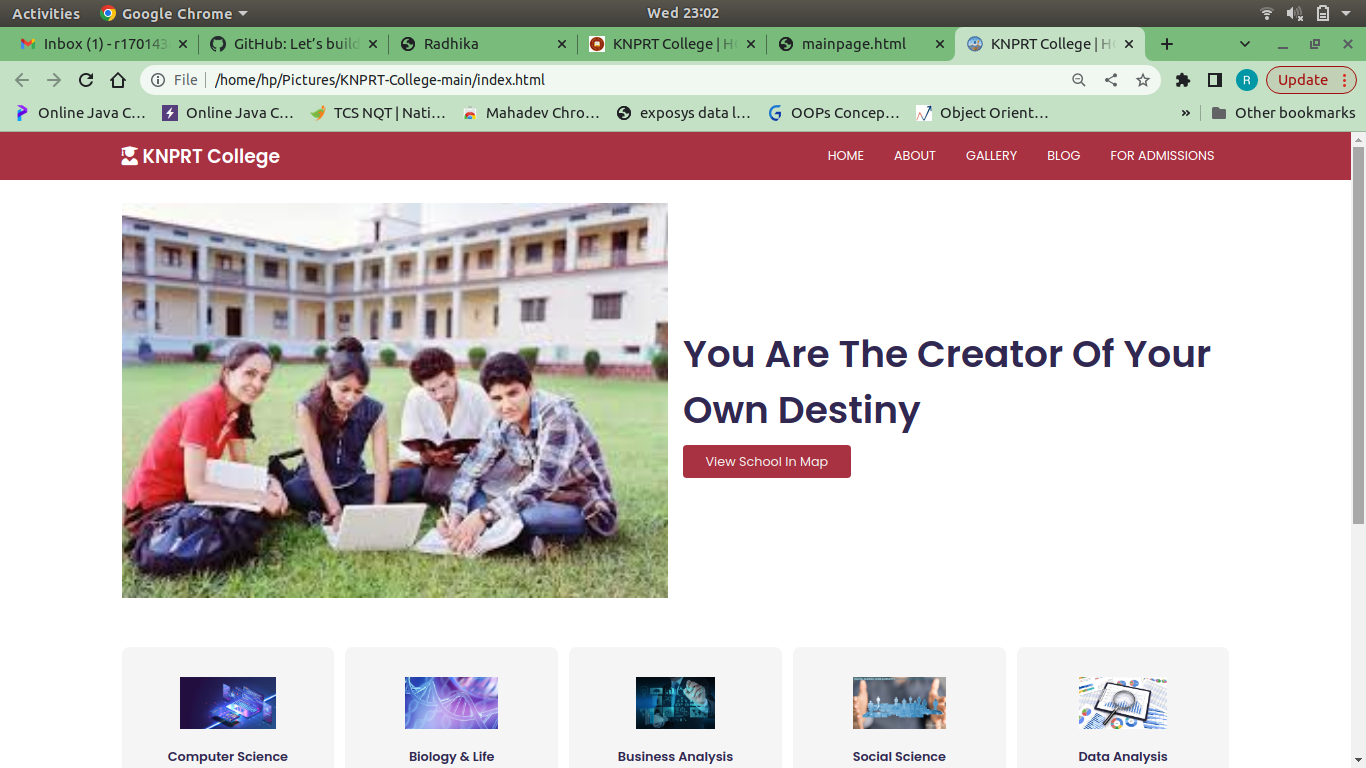 Activities
Google Chrome
Wed 23:02
Inbox (1) - r17014
GitHub: Let's build
Radhika
KNPRT College | H
mainpage.html
KNPRT College | H
File
/home/hp/Pictures/KNPRT-College-main/index.html
R
Update
Online Java C...
Online Java C...
TCS NQT | Nati...
Mahadev Chro...
exposys data l...
OOPs Concep...
Object Orient...
»
Other bookmarks
KNPRT College
HOME
ABOUT
GALLERY
BLOG
FOR ADMISSIONS
You Are The Creator Of Your
Own Destiny
View School In Map
Computer Science
Biology & Life
Business Analysis
Social Science
Data Analysis